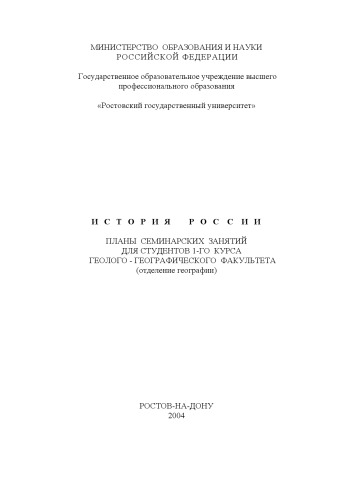 МИНИСТЕРСТВО ОБРАЗОВАНИЯ И НАУКИ
РОССИЙСКОЙ ФЕДЕРАЦИИ
Государственное образовательное учреждение высшего
профессионального образования
«Ростовский государственный университет»
И С Т О Р И Я Р О С С И И
ПЛАНЫ СЕМИНАРСКИХ ЗАНЯТИЙ
ДЛЯ СТУДЕНТОВ 1-ГО КУРСА
ГЕОЛОГО - ГЕОГРАФИЧЕСКОГО ФАКУЛЬТЕТА
(отделение географии)
РОСТОВ-НА-ДОНУ
2004